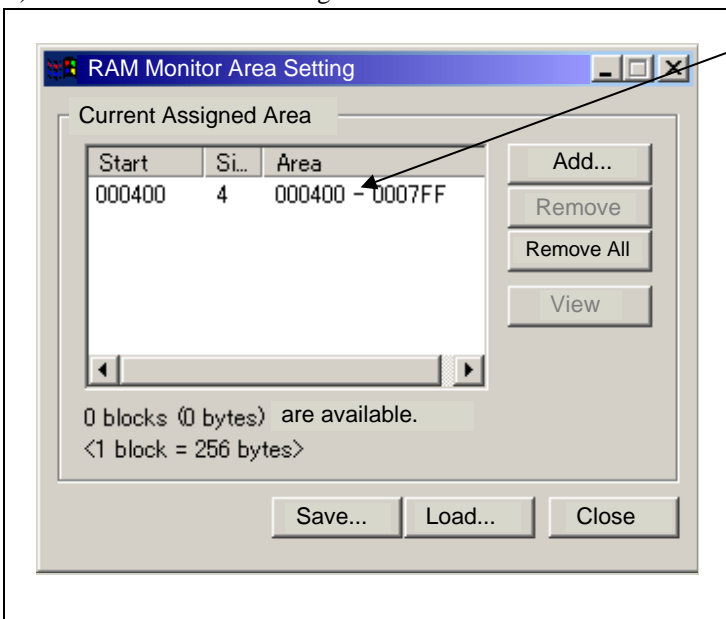 RAM Monitor Area Setting
Current Assigned Area
Start Si... Area
000400 4 000400 - 0007FF
Add...
Remove
Remove All
View
0 blocks (0 bytes) are available.
<1 block = 256 bytes>
Save... Load... Close